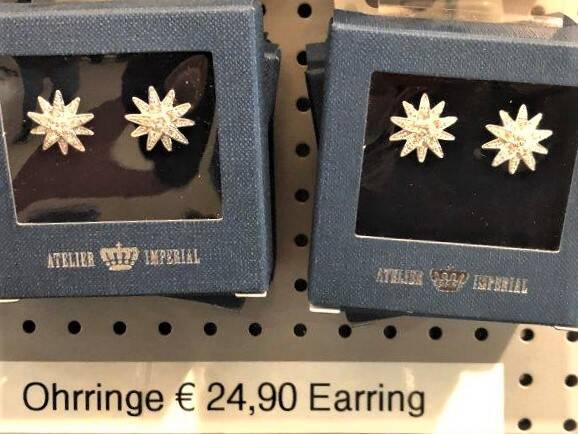 ATELIER IMPERIAL
ATELIER IMPERIAL
Ohrringe € 24,90 Earring